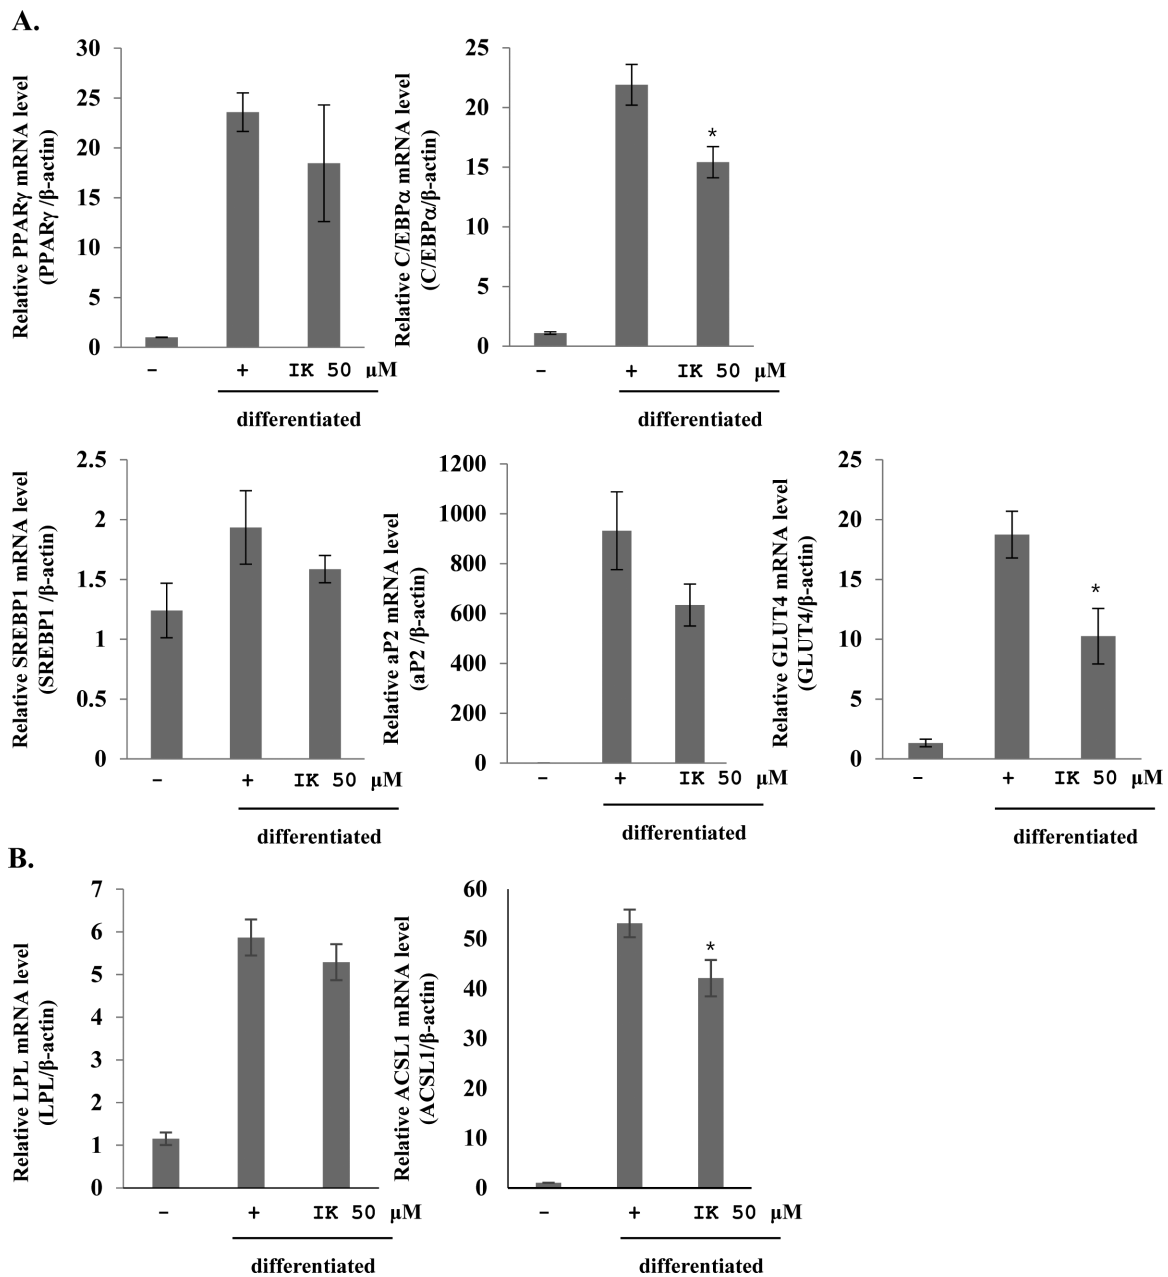 A.
Relative PPARγ mRNA level
(PPARγ /β-actin)
30
25
20
15
10
5
0
–
+
IK 50 μM
differentiated
Relative C/EBPα mRNA level
(C/EBPα/β-actin)
25
20
15
10
5
0
*
–
+
IK 50 μM
differentiated
Relative SREBP1 mRNA level
(SREBP1 /β-actin)
2.5
2
1.5
1
0.5
0
–
+
IK 50 μM
differentiated
Relative aP2 mRNA level
(aP2 /β-actin)
1200
1000
800
600
400
200
0
–
+
IK 50 μM
differentiated
Relative GLUT4 mRNA level
(GLUT4/β-actin)
25
20
15
10
5
0
*
–
+
IK 50 μM
differentiated
B.
Relative LPL mRNA level
(LPL/β-actin)
7
6
5
4
3
2
1
0
–
+
IK 50 μM
differentiated
Relative ACSL1 mRNA level
(ACSL1/β-actin)
60
50
40
30
20
10
0
*
–
+
IK 50 μM
differentiated